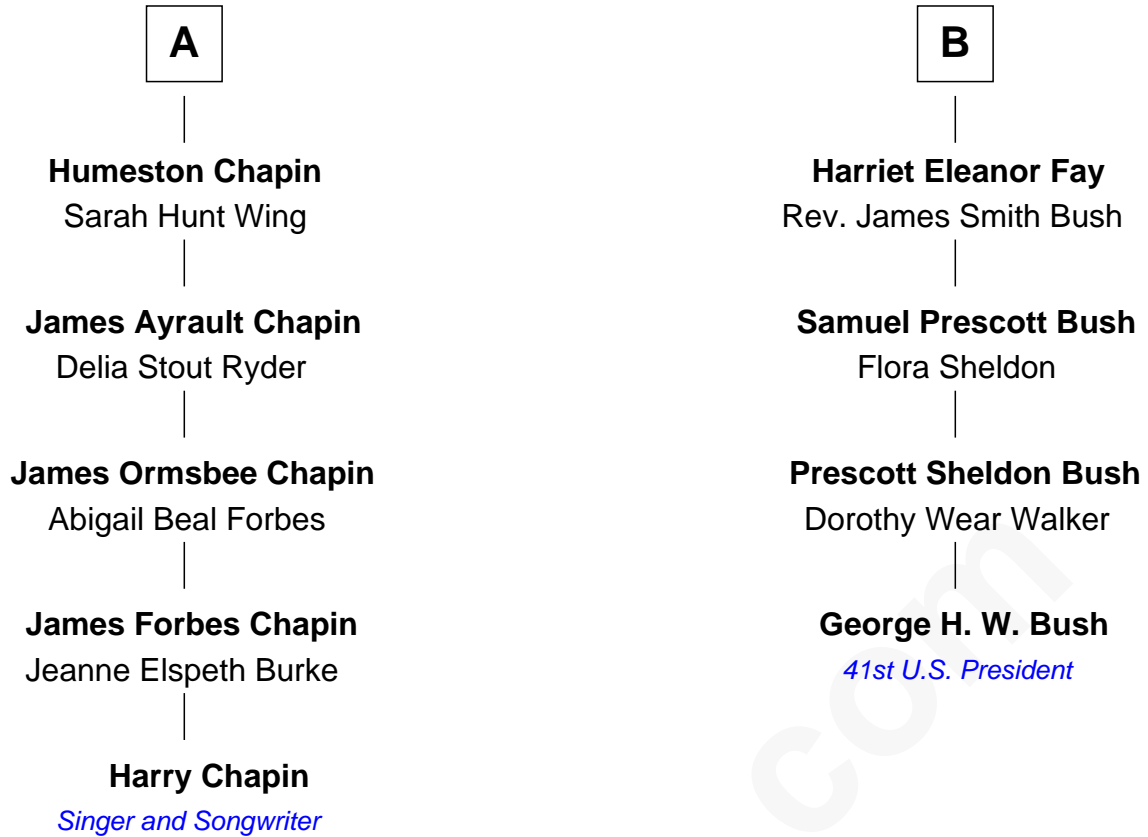 A
Humeston Chapin
Sarah Hunt Wing
James Ayrault Chapin
Delia Stout Ryder
James Ormsbee Chapin
Abigail Beal Forbes
James Forbes Chapin
Jeanne Elspeth Burke
Harry Chapin
Singer and Songwriter
B
Harriet Eleanor Fay
Rev. James Smith Bush
Samuel Prescott Bush
Flora Sheldon
Prescott Sheldon Bush
Dorothy Wear Walker
George H. W. Bush
41st U.S. President
com